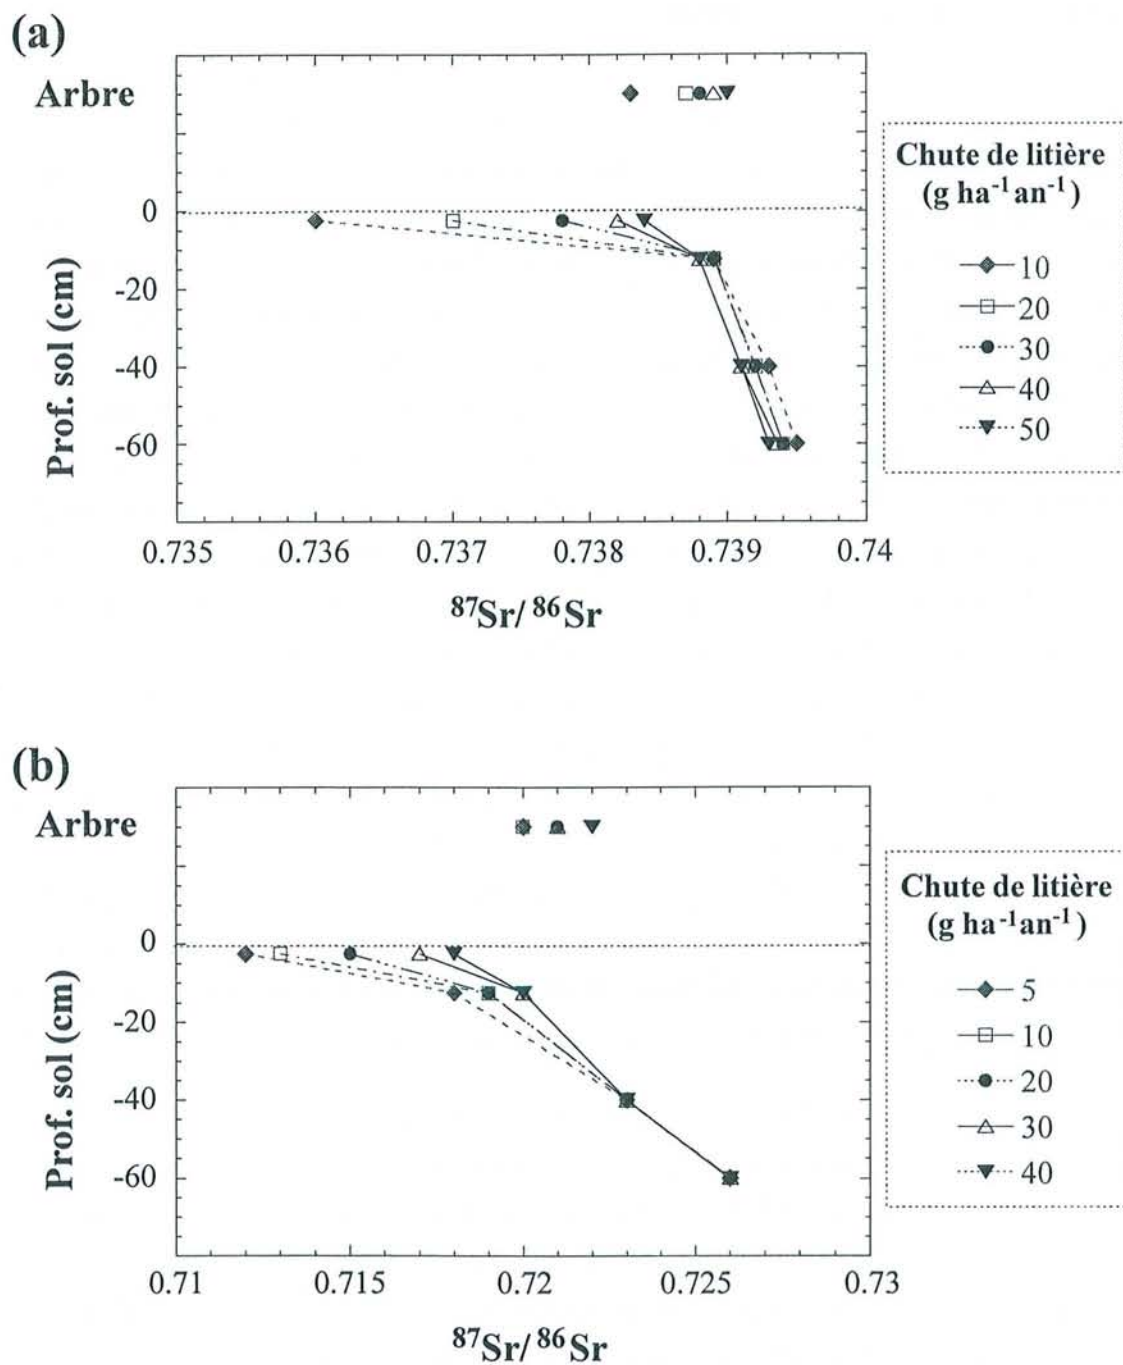 (a)
Arbre
0
-20
-40
-60
Prof. sol (cm)
0.735 0.736 0.737 0.738 0.739 0.74
87Sr/ 86Sr
Chute de litière
(g ha-1 an-1)
10
20
30
40
50
(b)
Arbre
0
-20
-40
-60
Prof. sol (cm)
0.71 0.715 0.72 0.725 0.73
87Sr/ 86Sr
Chute de litière
(g ha-1an-1)
5
10
20
30
40